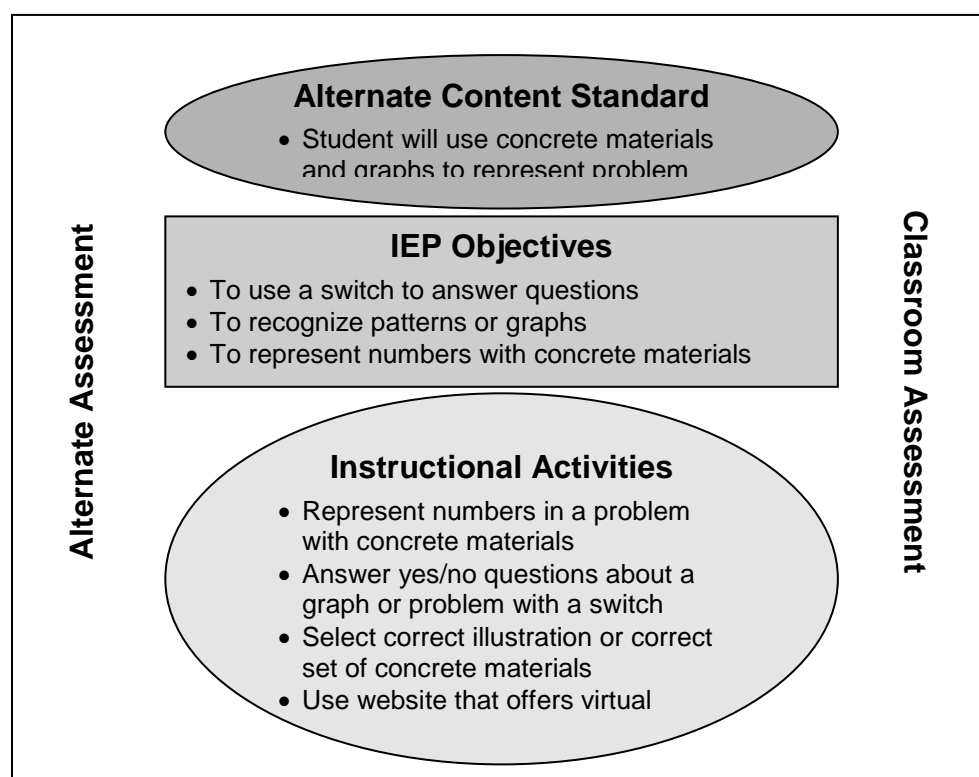 Alternate Content Standard
• Student will use concrete materials
and graphs to represent problem
Alternate Assessment
IEP Objectives
• To use a switch to answer questions
• To recognize patterns or graphs
• To represent numbers with concrete materials
Classroom Assessment
Instructional Activities
• Represent numbers in a problem
with concrete materials
• Answer yes/no questions about a
graph or problem with a switch
• Select correct illustration or correct
set of concrete materials
• Use website that offers virtual